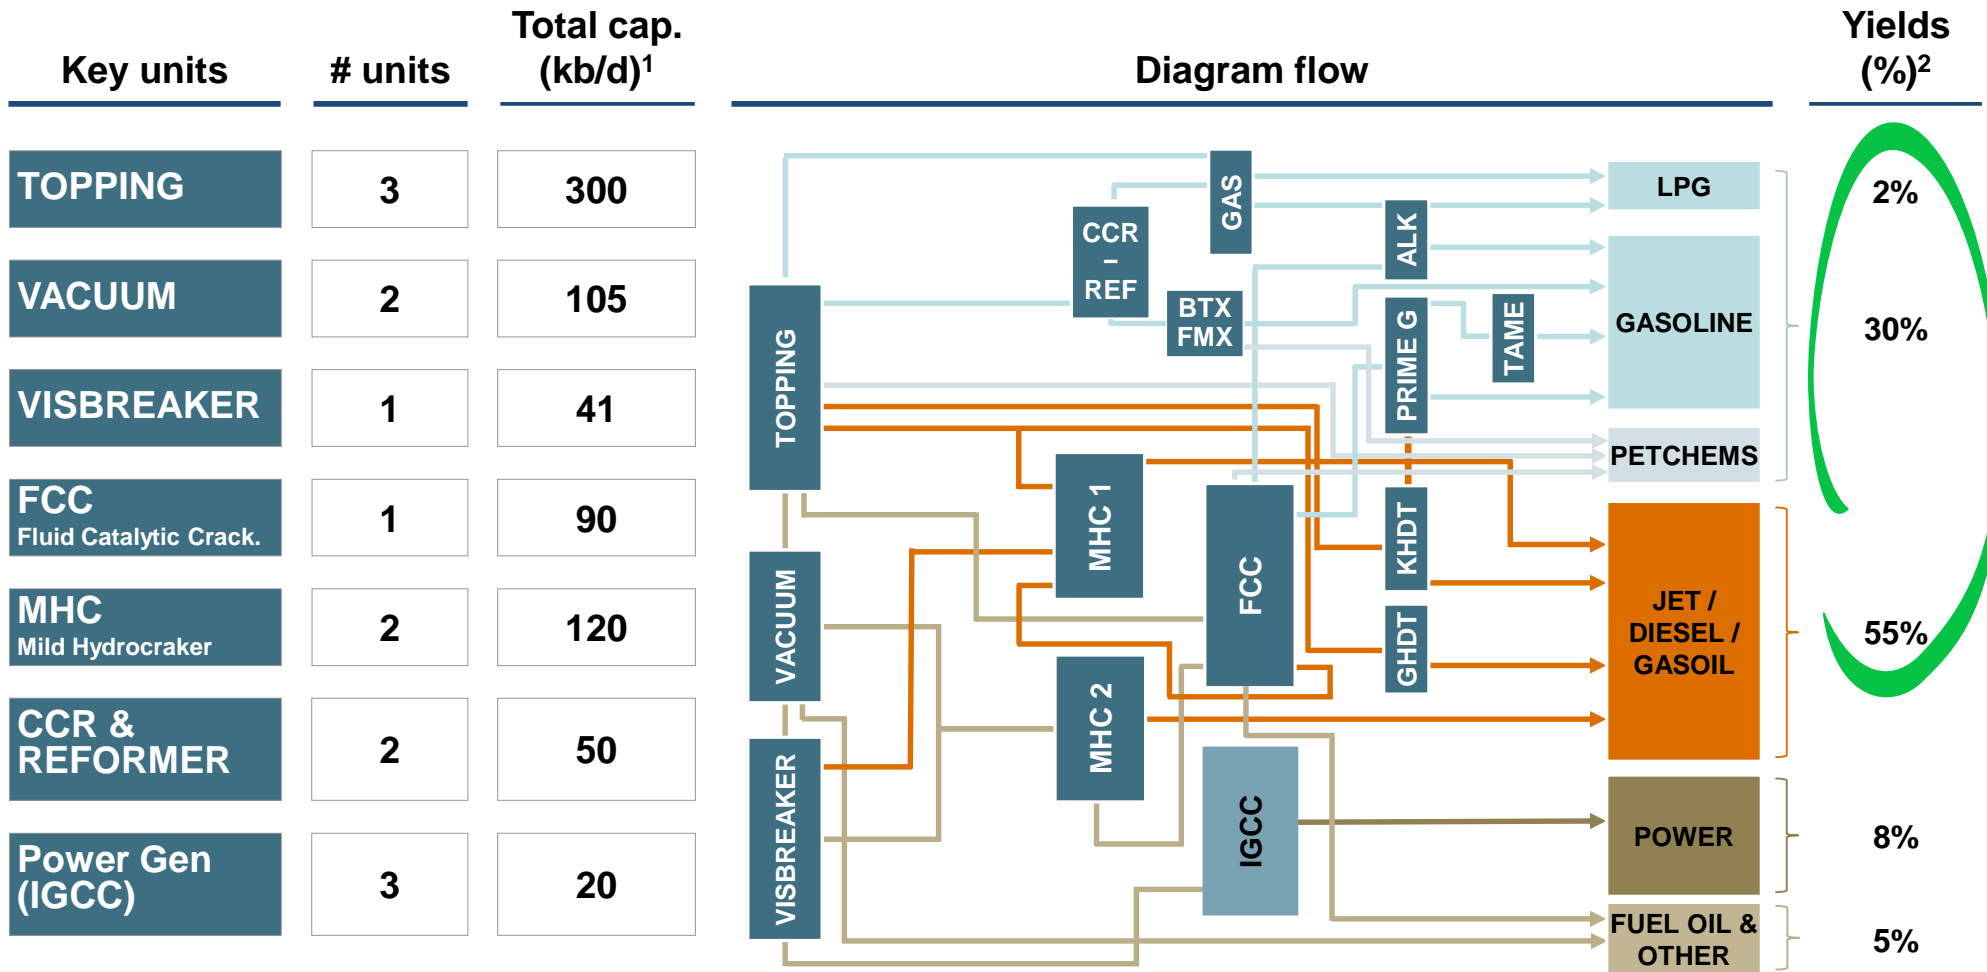 Key units
# units
Total cap.
(kb/d)1
Diagram flow
Yields
(%)2
TOPPING
3
300
VACUUM
2
105
VISBREAKER
1
41
FCC
Fluid Catalytic Crack.
1
90
MHC
Mild Hydrocraker
2
120
CCR &
REFORMER
2
50
Power Gen
(IGCC)
3
20
TOPPING
VACUUM
VISBREAKER
CCR
–
REF
GAS
BTX
FMX
ALK
PRIME G
TAME
MHC 1
MHC 2
FCC
KHDT
GHDT
IGCC
LPG
GASOLINE
PETCHEMS
JET /
DIESEL /
GASOIL
POWER
FUEL OIL &
OTHER
2%
30%
55%
8%
5%